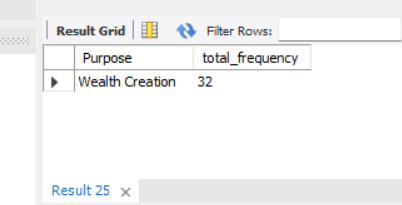 Result Grid Filter Rows:
Purpose total_frequency
Wealth Creation 32
Result 25 ×